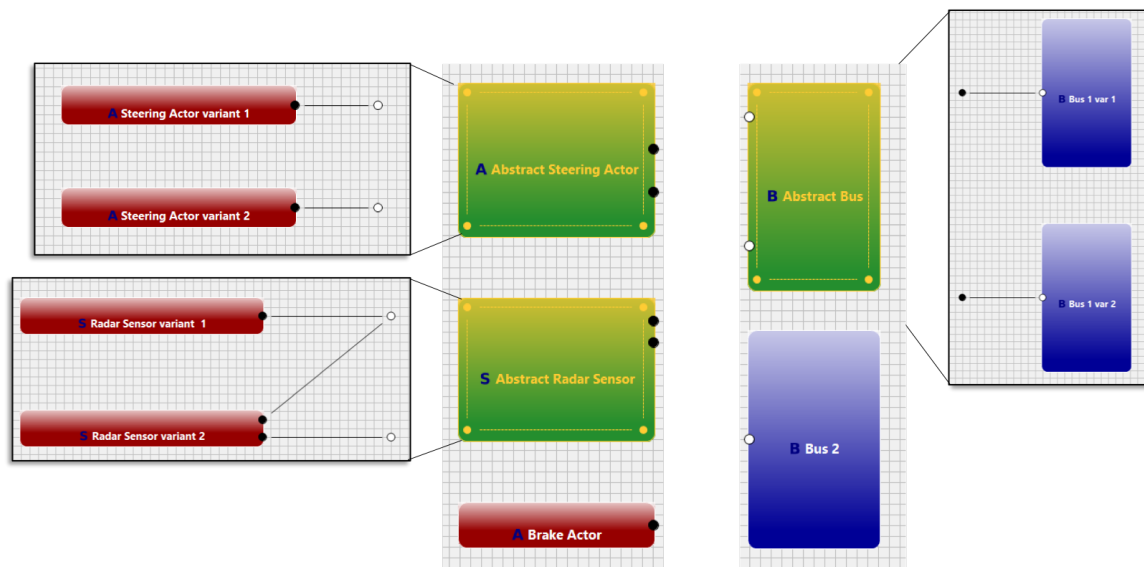 A Steering Actor variant 1
A Steering Actor variant 2
S Radar Sensor variant 1
S Radar Sensor variant 2
A Abstract Steering Actor
S Abstract Radar Sensor
A Brake Actor
B Abstract Bus
B Bus 2
B Bus 1 var 1
B Bus 1 var 2